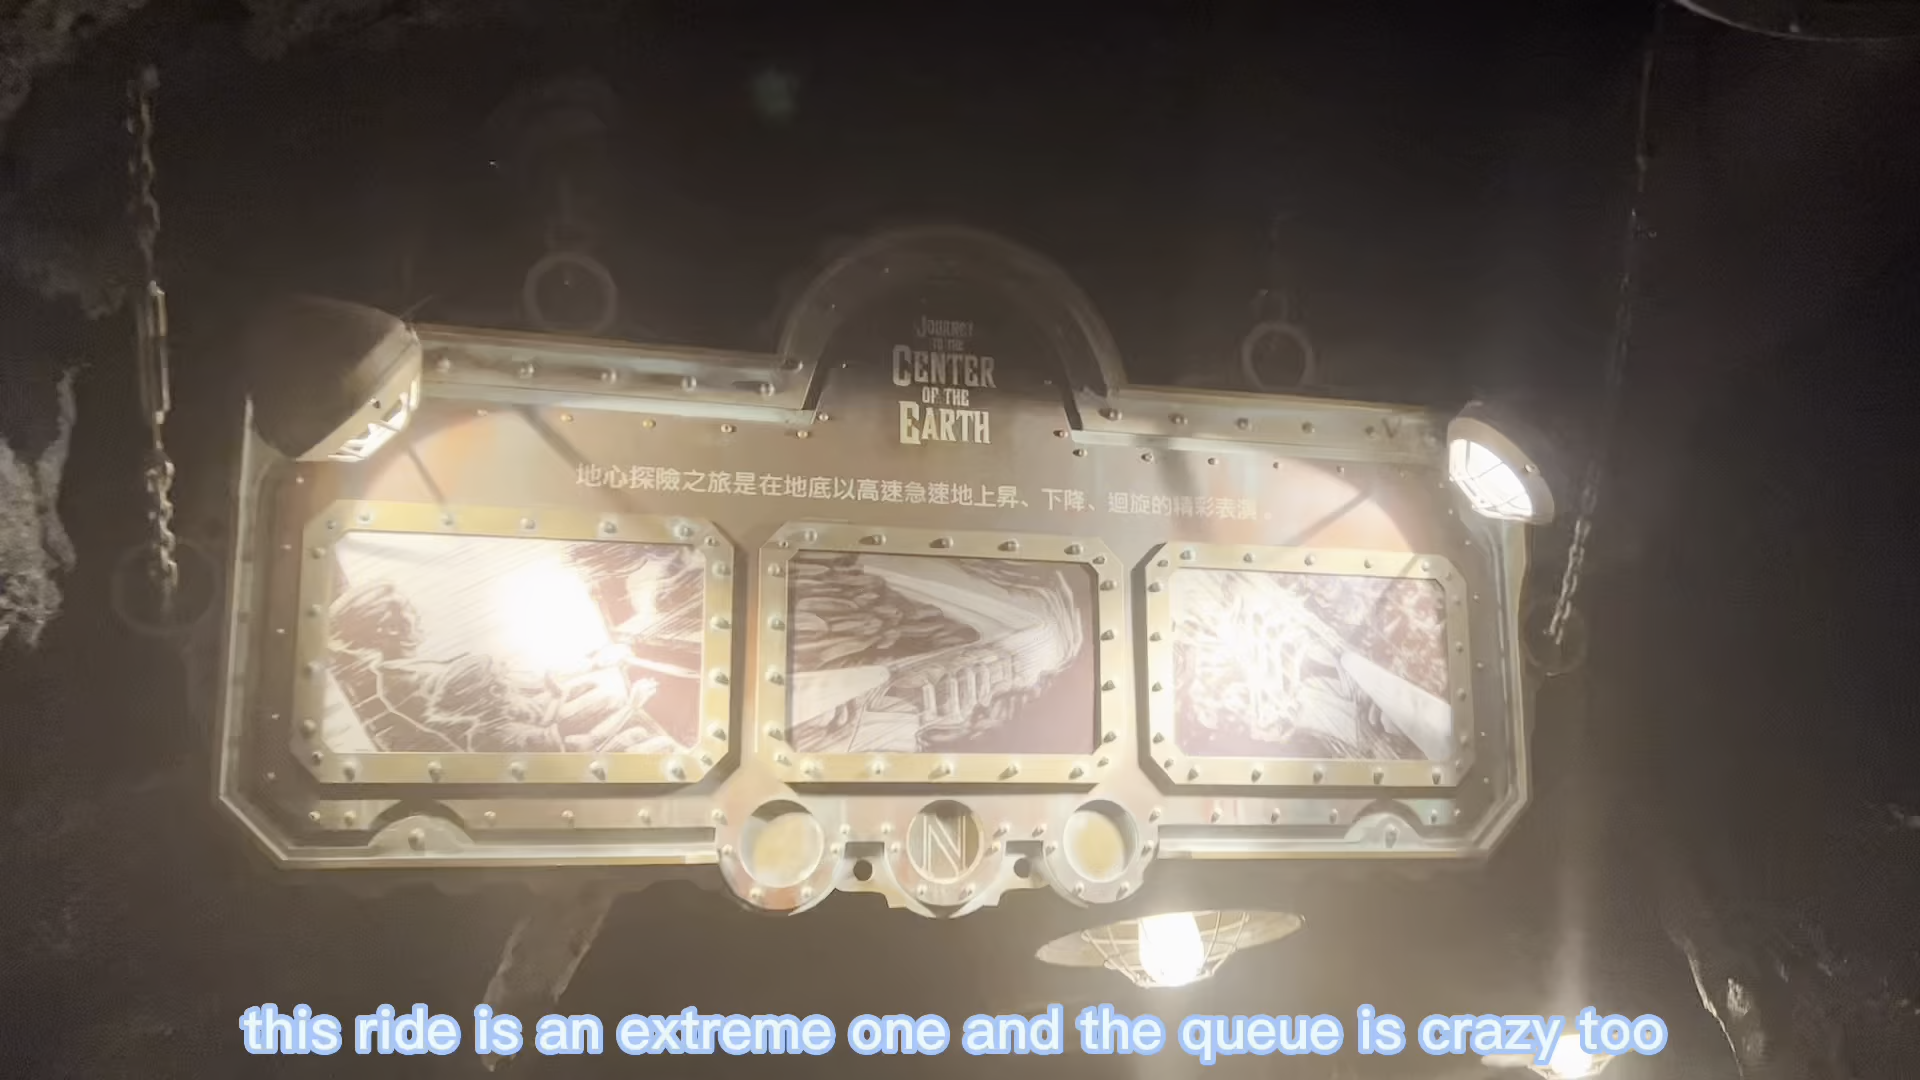 JOURNEY
TO THE
CENTER
OF THE
EARTH
地心探險之旅是在地底以高速急速地上昇、下降、迴旋的精彩表演。
N
this ride is an extreme one and the queue is crazy too